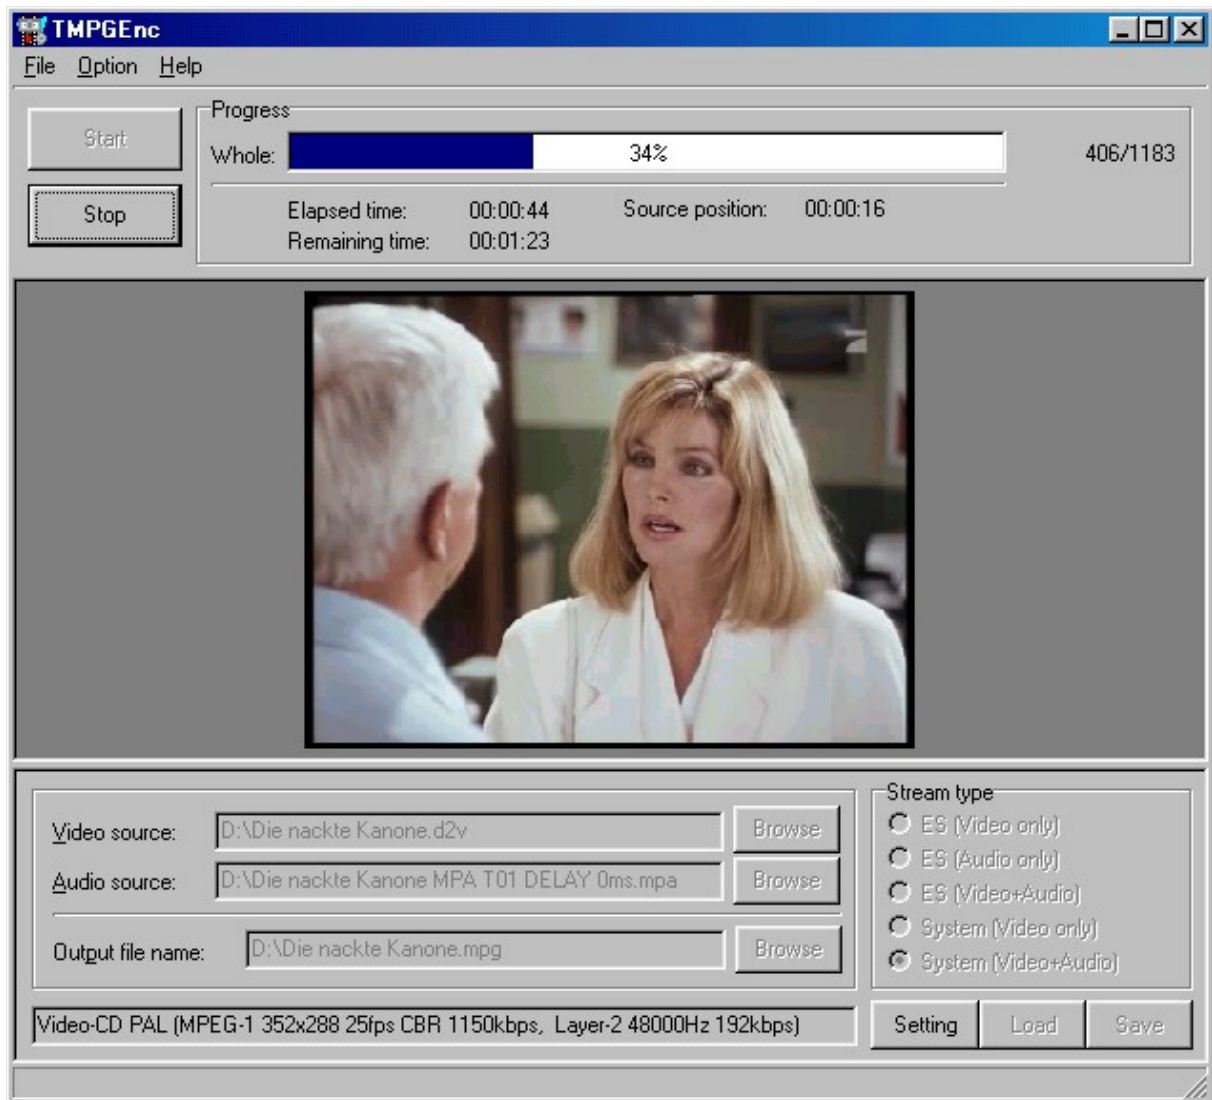 TMPGEnc
File Option Help
Start
Stop
Progress
Whole: 34% 406/1183
Elapsed time: 00:00:44 Source position: 00:00:16
Remaining time: 00:01:23
Video source: D:\Die nackte Kanone.d2v Browse
Audio source: D:\Die nackte Kanone MPA T01 DELAY 0ms.mpa Browse
Output file name: D:\Die nackte Kanone.mpg Browse
Stream type
ES (Video only)
ES (Audio only)
ES (Video+Audio)
System (Video only)
System (Video+Audio)
Video-CD PAL (MPEG-1 352x288 25fps CBR 1150kbps, Layer-2 48000Hz 192kbps)
Setting Load Save